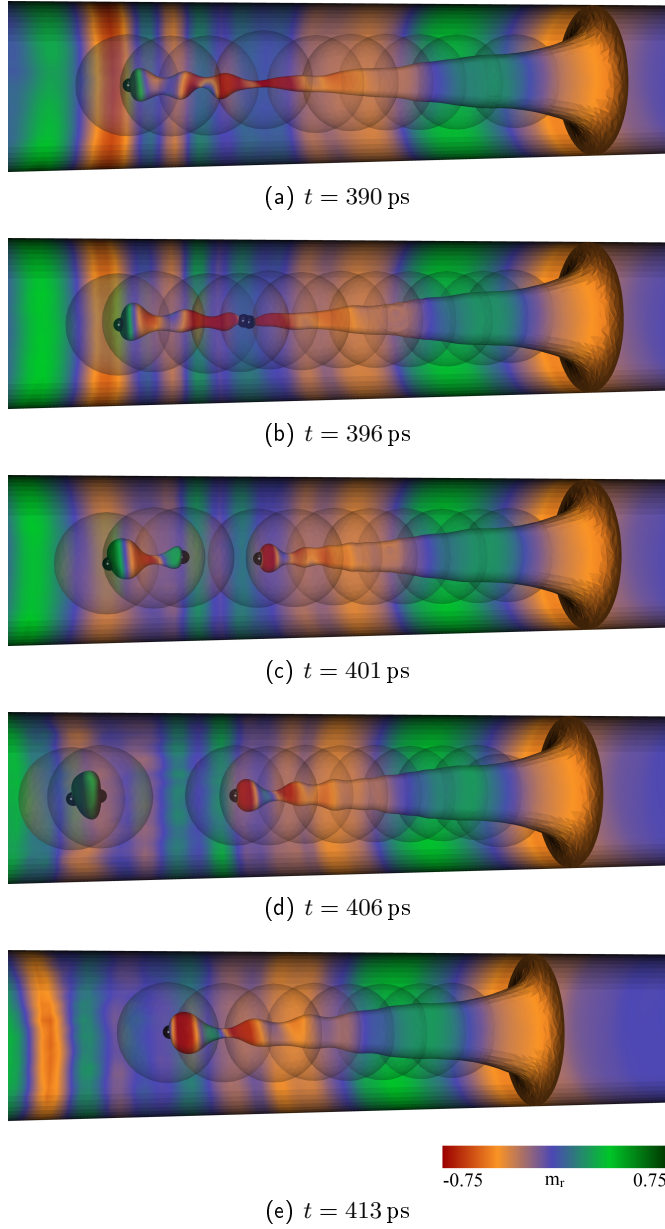 (a) t = 390 ps
(b) t = 396 ps
(c) t = 401 ps
(d) t = 406 ps
-0.75 mᵣ 0.75
(e) t = 413 ps